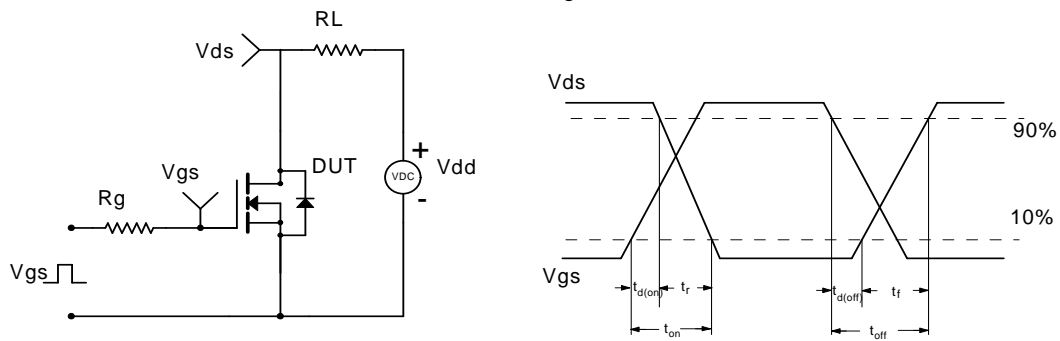 RL
Vds
Vgs
DUT
Rg
Vgs
+
VDC
Vdd
-
Vds
90%
10%
Vgs
td(on)
tr
ton
td(off)
tf
toff